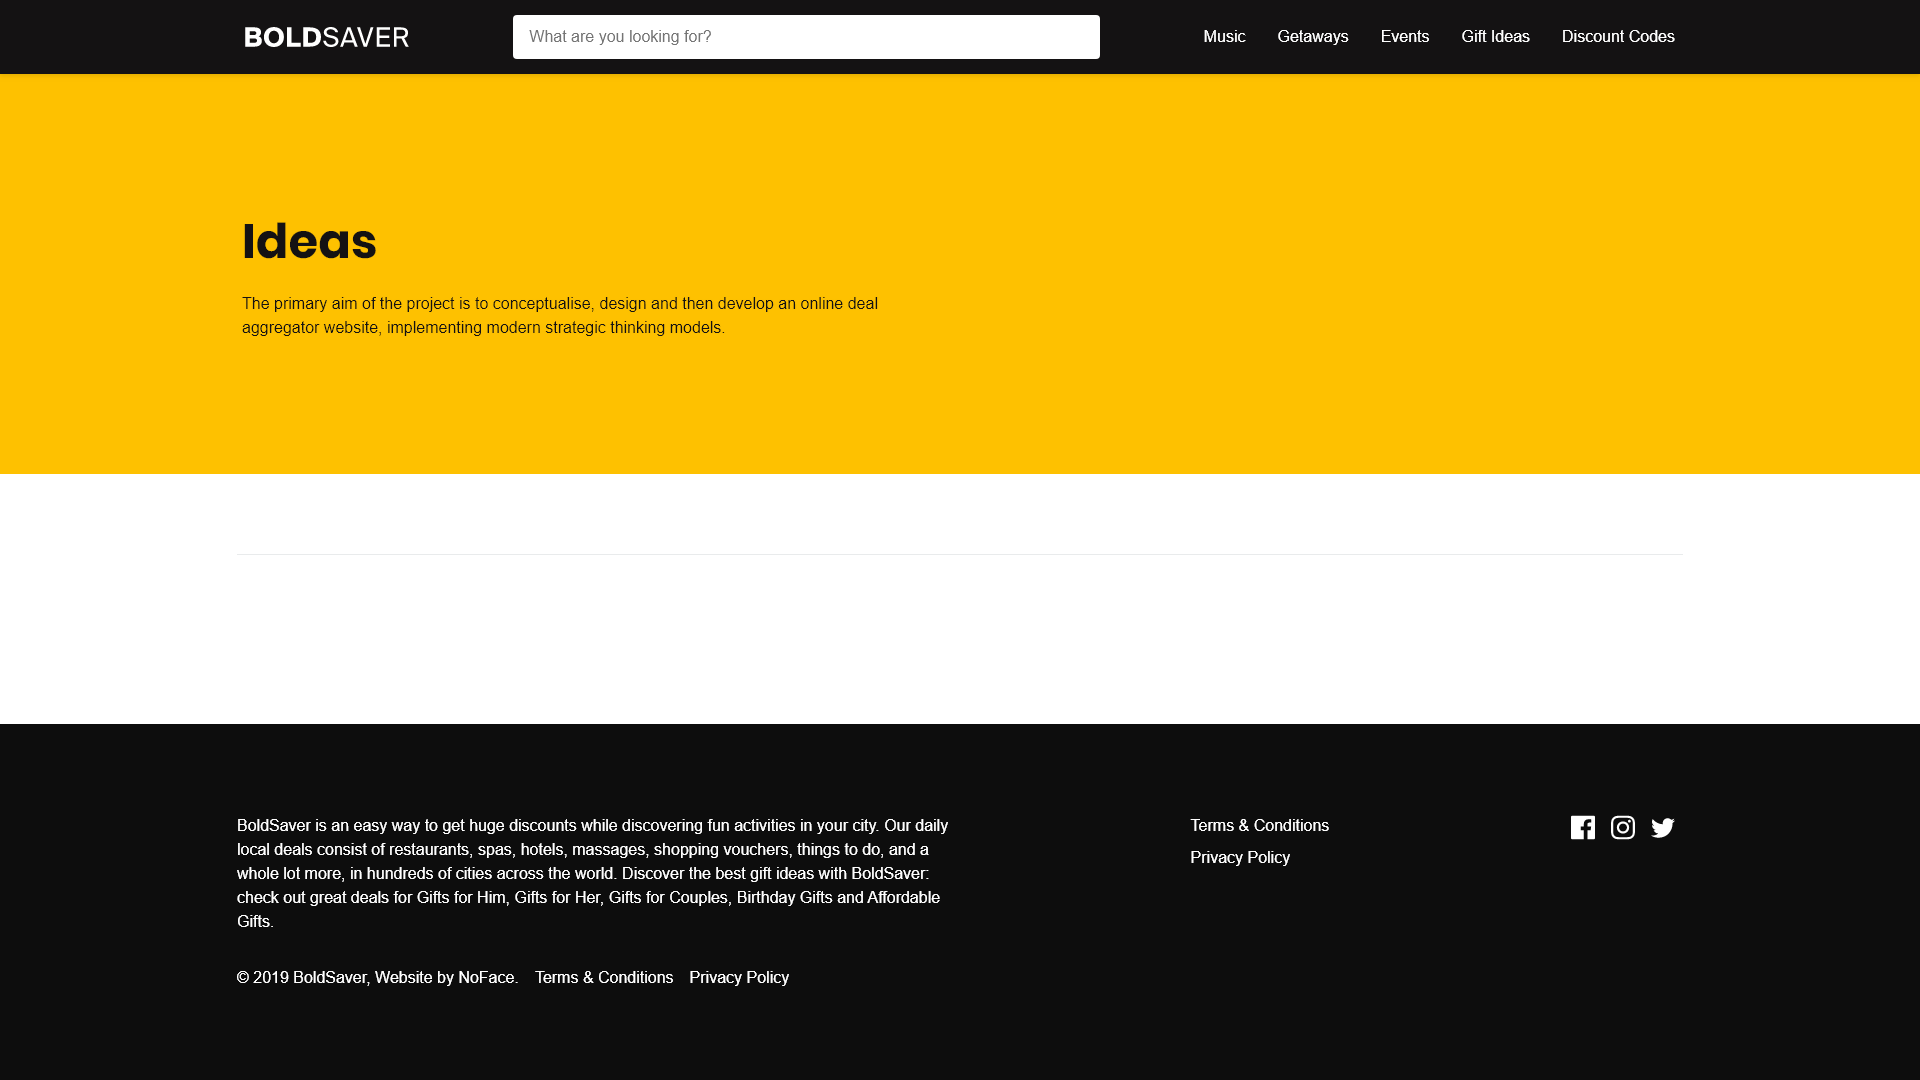 BOLDSAVER
What are you looking for?
Music
Getaways
Events
Gift Ideas
Discount Codes
Ideas
The primary aim of the project is to conceptualise, design and then develop an online deal
aggregator website, implementing modern strategic thinking models.
BoldSaver is an easy way to get huge discounts while discovering fun activities in your city. Our daily
local deals consist of restaurants, spas, hotels, massages, shopping vouchers, things to do, and a
whole lot more, in hundreds of cities across the world. Discover the best gift ideas with BoldSaver:
check out great deals for Gifts for Him, Gifts for Her, Gifts for Couples, Birthday Gifts and Affordable
Gifts.
Terms & Conditions
Privacy Policy
© 2019 BoldSaver, Website by NoFace. Terms & Conditions Privacy Policy